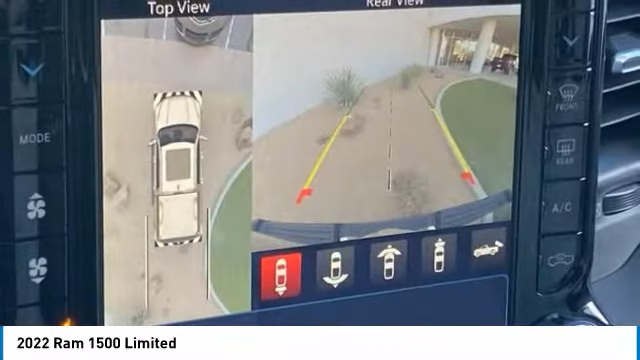 Top View
Rear View
MODE
FRONT
REAR
A/C
2022 Ram 1500 Limited